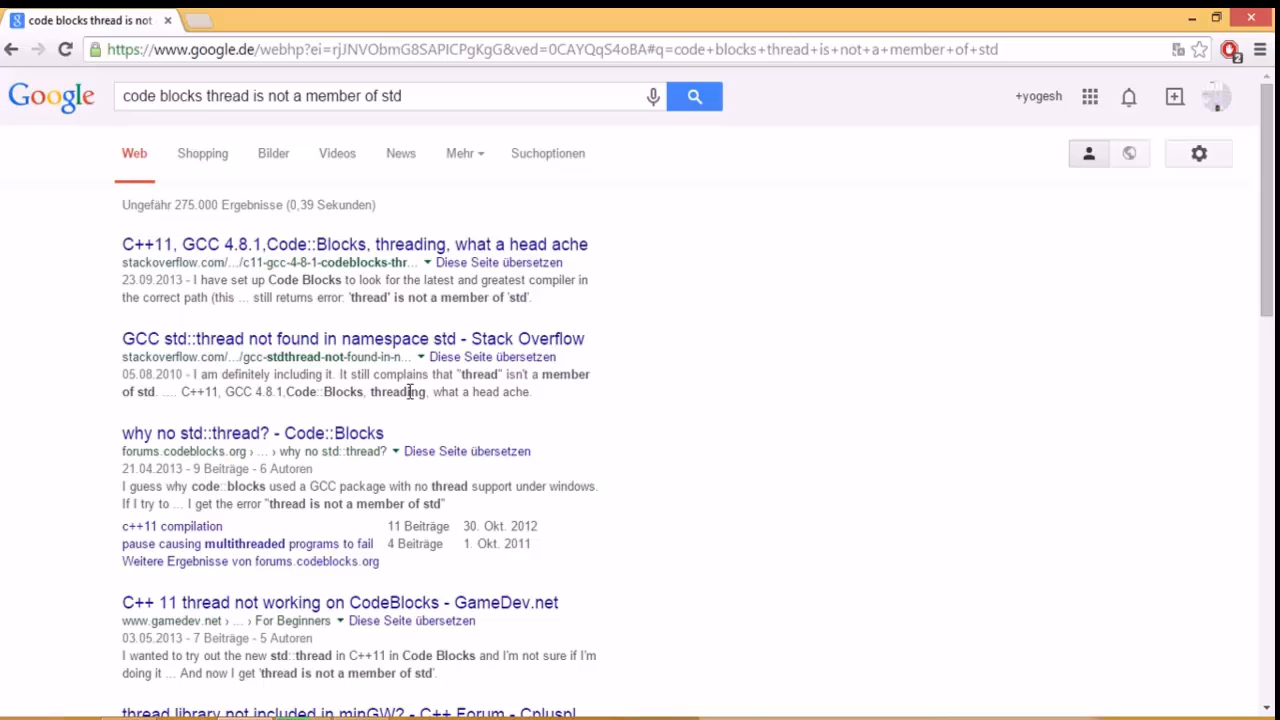 code blocks thread is not
https://www.google.de/webhp?ei=rjJNVObmG8SAPICPgKgG&ved=0CAYQqS4oBA#q=code+blocks+thread+is+not+a+member+of+std
2
Google
code blocks thread is not a member of std
+yogesh
Web Shopping Bilder Videos News Mehr Suchoptionen
Ungefähr 275.000 Ergebnisse (0,39 Sekunden)
C++11, GCC 4.8.1,Code::Blocks, threading, what a head ache
stackoverflow.com/.../c11-gcc-4-8-1-codeblocks-thr... Diese Seite übersetzen
23.09.2013 - I have set up Code Blocks to look for the latest and greatest compiler in
the correct path (this ... still returns error: 'thread' is not a member of 'std'.
GCC std::thread not found in namespace std - Stack Overflow
stackoverflow.com/.../gcc-stdthread-not-found-in-n... Diese Seite übersetzen
05.08.2010 - I am definitely including it. It still complains that "thread" isn't a member
of std. .... C++11, GCC 4.8.1,Code::Blocks, threading, what a head ache.
why no std::thread? - Code::Blocks
forums.codeblocks.org › ... › why no std::thread? Diese Seite übersetzen
21.04.2013 - 9 Beiträge - 6 Autoren
I guess why code::blocks used a GCC package with no thread support under windows.
If I try to ... I get the error "thread is not a member of std"
c++11 compilation 11 Beiträge 30. Okt. 2012
pause causing multithreaded programs to fail 4 Beiträge 1. Okt. 2011
Weitere Ergebnisse von forums.codeblocks.org
C++ 11 thread not working on CodeBlocks - GameDev.net
www.gamedev.net › ... › For Beginners Diese Seite übersetzen
03.05.2013 - 7 Beiträge - 5 Autoren
I wanted to try out the new std::thread in C++11 in Code Blocks and I'm not sure if I'm
doing it ... And now I get 'thread is not a member of std'.
thread library not included in minGW? - C++ Forum - Cpluspl